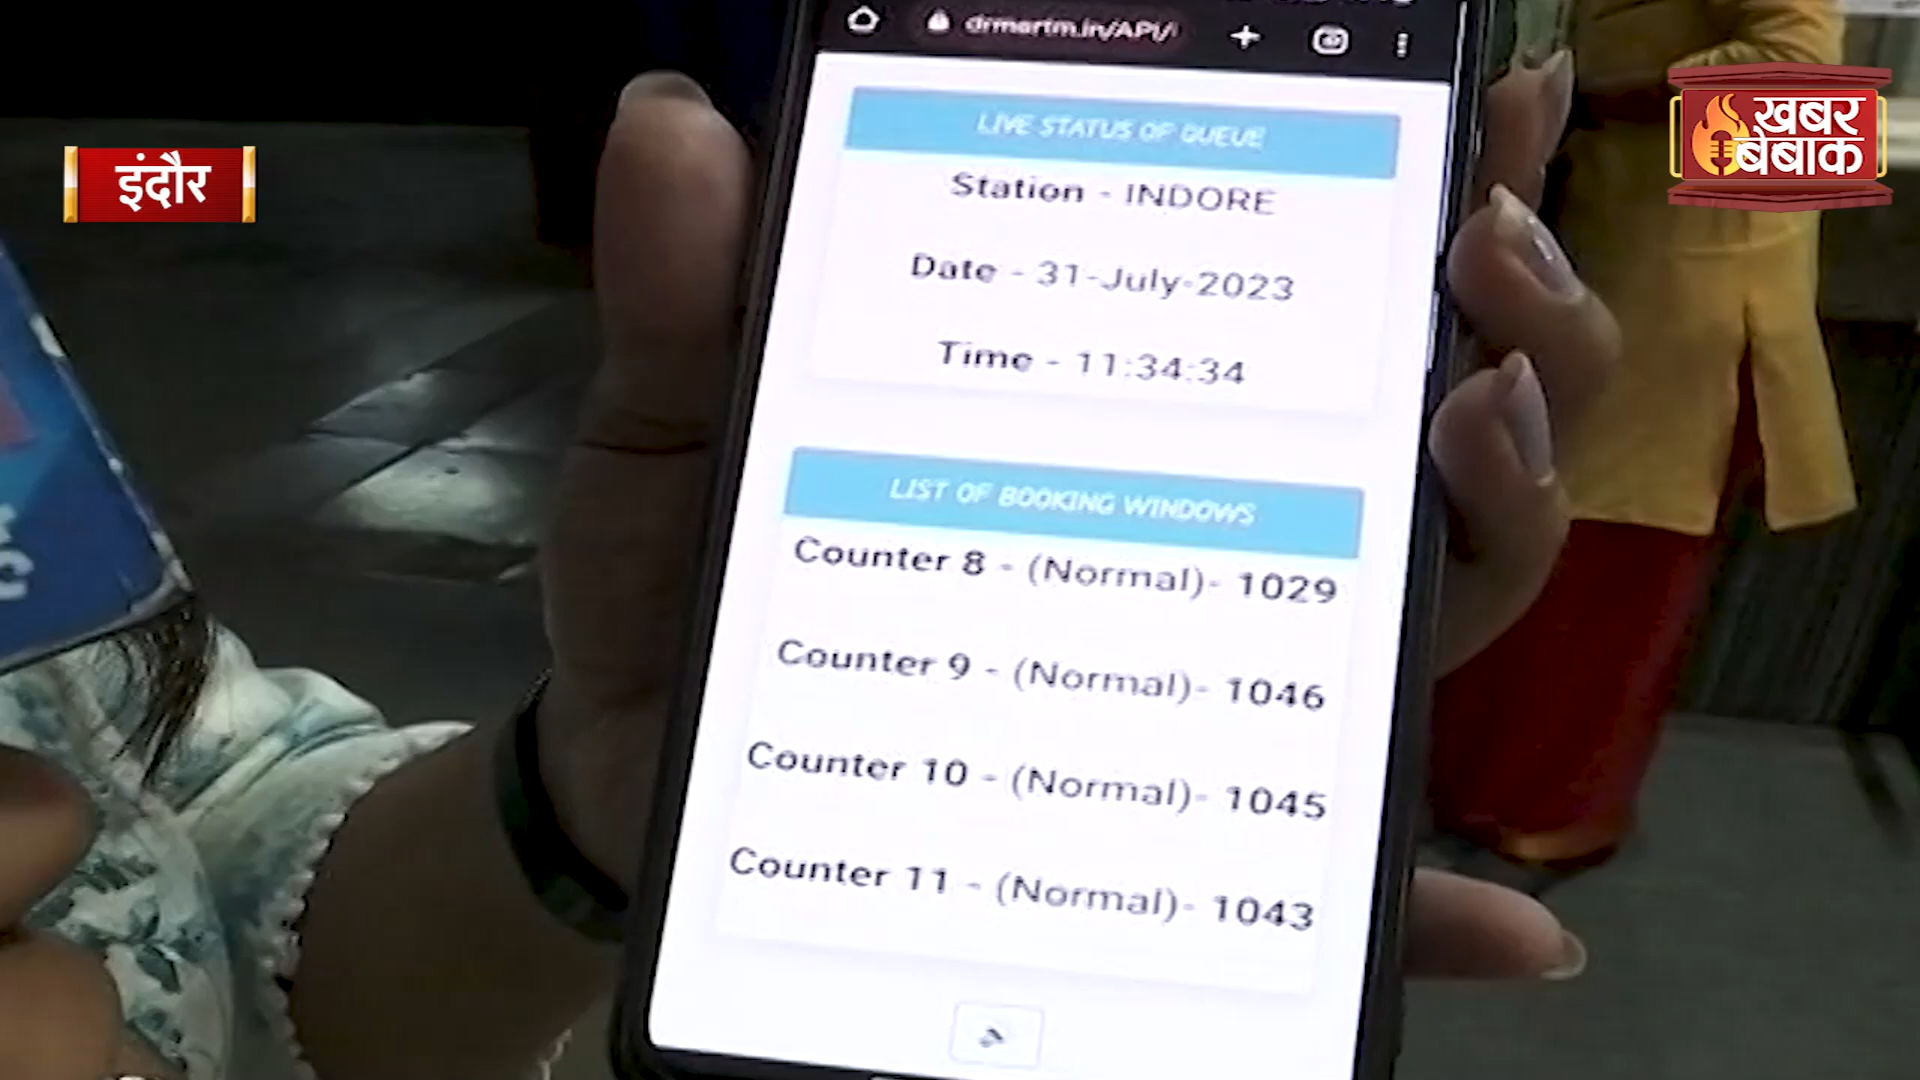 drmartm.in/API/
इंदौर
खबर
बेबाक
LIVE STATUS OF QUEUE
Station - INDORE
Date - 31-July-2023
Time - 11:34:34
LIST OF BOOKING WINDOWS
Counter 8 - (Normal)- 1029
Counter 9 - (Normal)- 1046
Counter 10 - (Normal)- 1045
Counter 11 - (Normal)- 1043